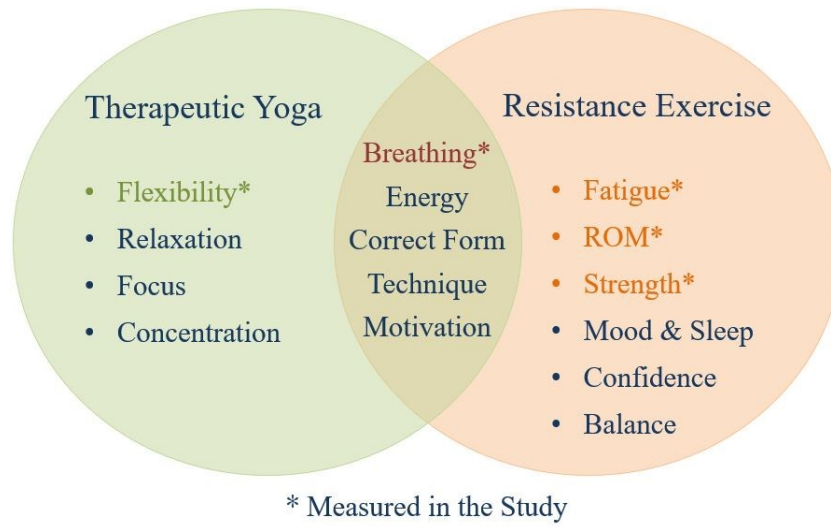 Therapeutic Yoga
• Flexibility*
• Relaxation
• Focus
• Concentration
Breathing*
Energy
Correct Form
Technique
Motivation
Resistance Exercise
• Fatigue*
• ROM*
• Strength*
• Mood & Sleep
• Confidence
• Balance
* Measured in the Study